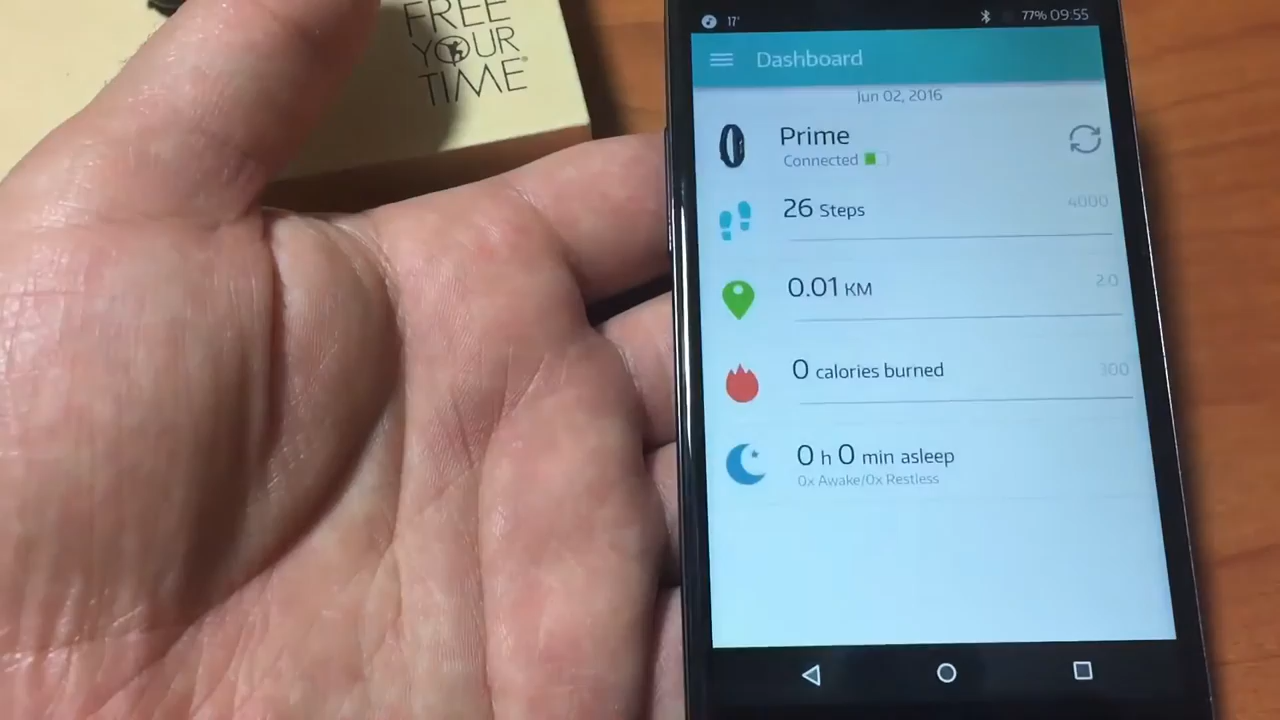 FREE
YOUR
TIME®
17°
77% 09:55
Dashboard
Jun 02, 2016
Prime
Connected
26 Steps
4000
0.01 KM
2.0
0 calories burned
300
0 h 0 min asleep
0x Awake/0x Restless